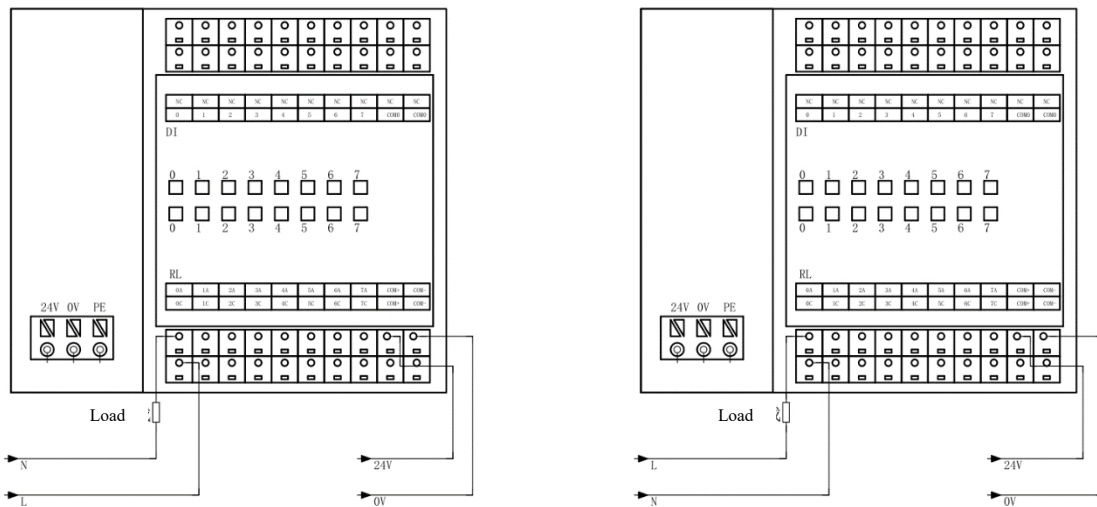 NC NC NC NC NC NC NC NC NC NC
0 1 2 3 4 5 6 7 COM0 COM0
DI
0 1 2 3 4 5 6 7
0 1 2 3 4 5 6 7
RL
0A 1A 2A 3A 4A 5A 6A 7A COM+ COM-
0C 1C 2C 3C 4C 5C 6C 7C COM+ COM-
24V 0V PE
Load
N
24V
L
0V
NC NC NC NC NC NC NC NC NC NC
0 1 2 3 4 5 6 7 COM0 COM0
DI
0 1 2 3 4 5 6 7
0 1 2 3 4 5 6 7
RL
0A 1A 2A 3A 4A 5A 6A 7A COM+ COM-
0C 1C 2C 3C 4C 5C 6C 7C COM+ COM-
24V 0V PE
Load
L
24V
N
0V